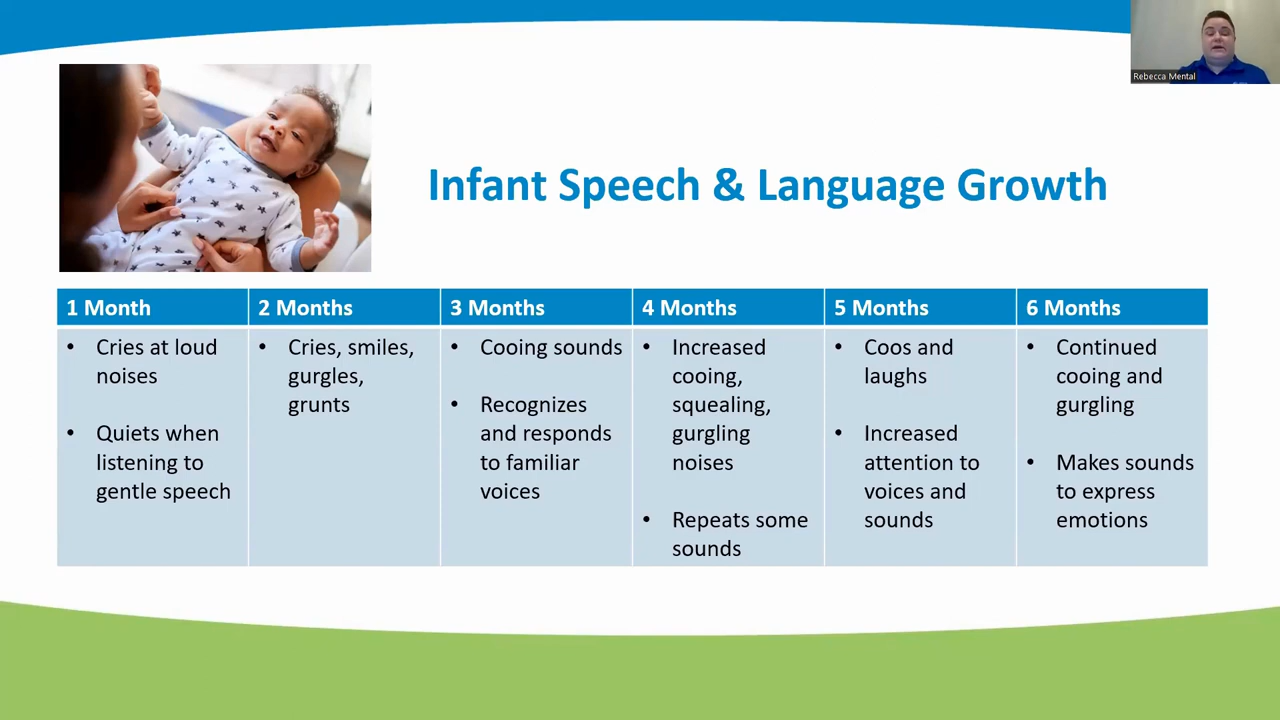 Rebecca Mental
Infant Speech & Language Growth
1 Month
• Cries at loud
noises
• Quiets when
listening to
gentle speech
2 Months
• Cries, smiles,
gurgles,
grunts
3 Months
• Cooing sounds
• Recognizes
and responds
to familiar
voices
4 Months
• Increased
cooing,
squealing,
gurgling
noises
• Repeats some
sounds
5 Months
• Coos and
laughs
• Increased
attention to
voices and
sounds
6 Months
• Continued
cooing and
gurgling
• Makes sounds
to express
emotions